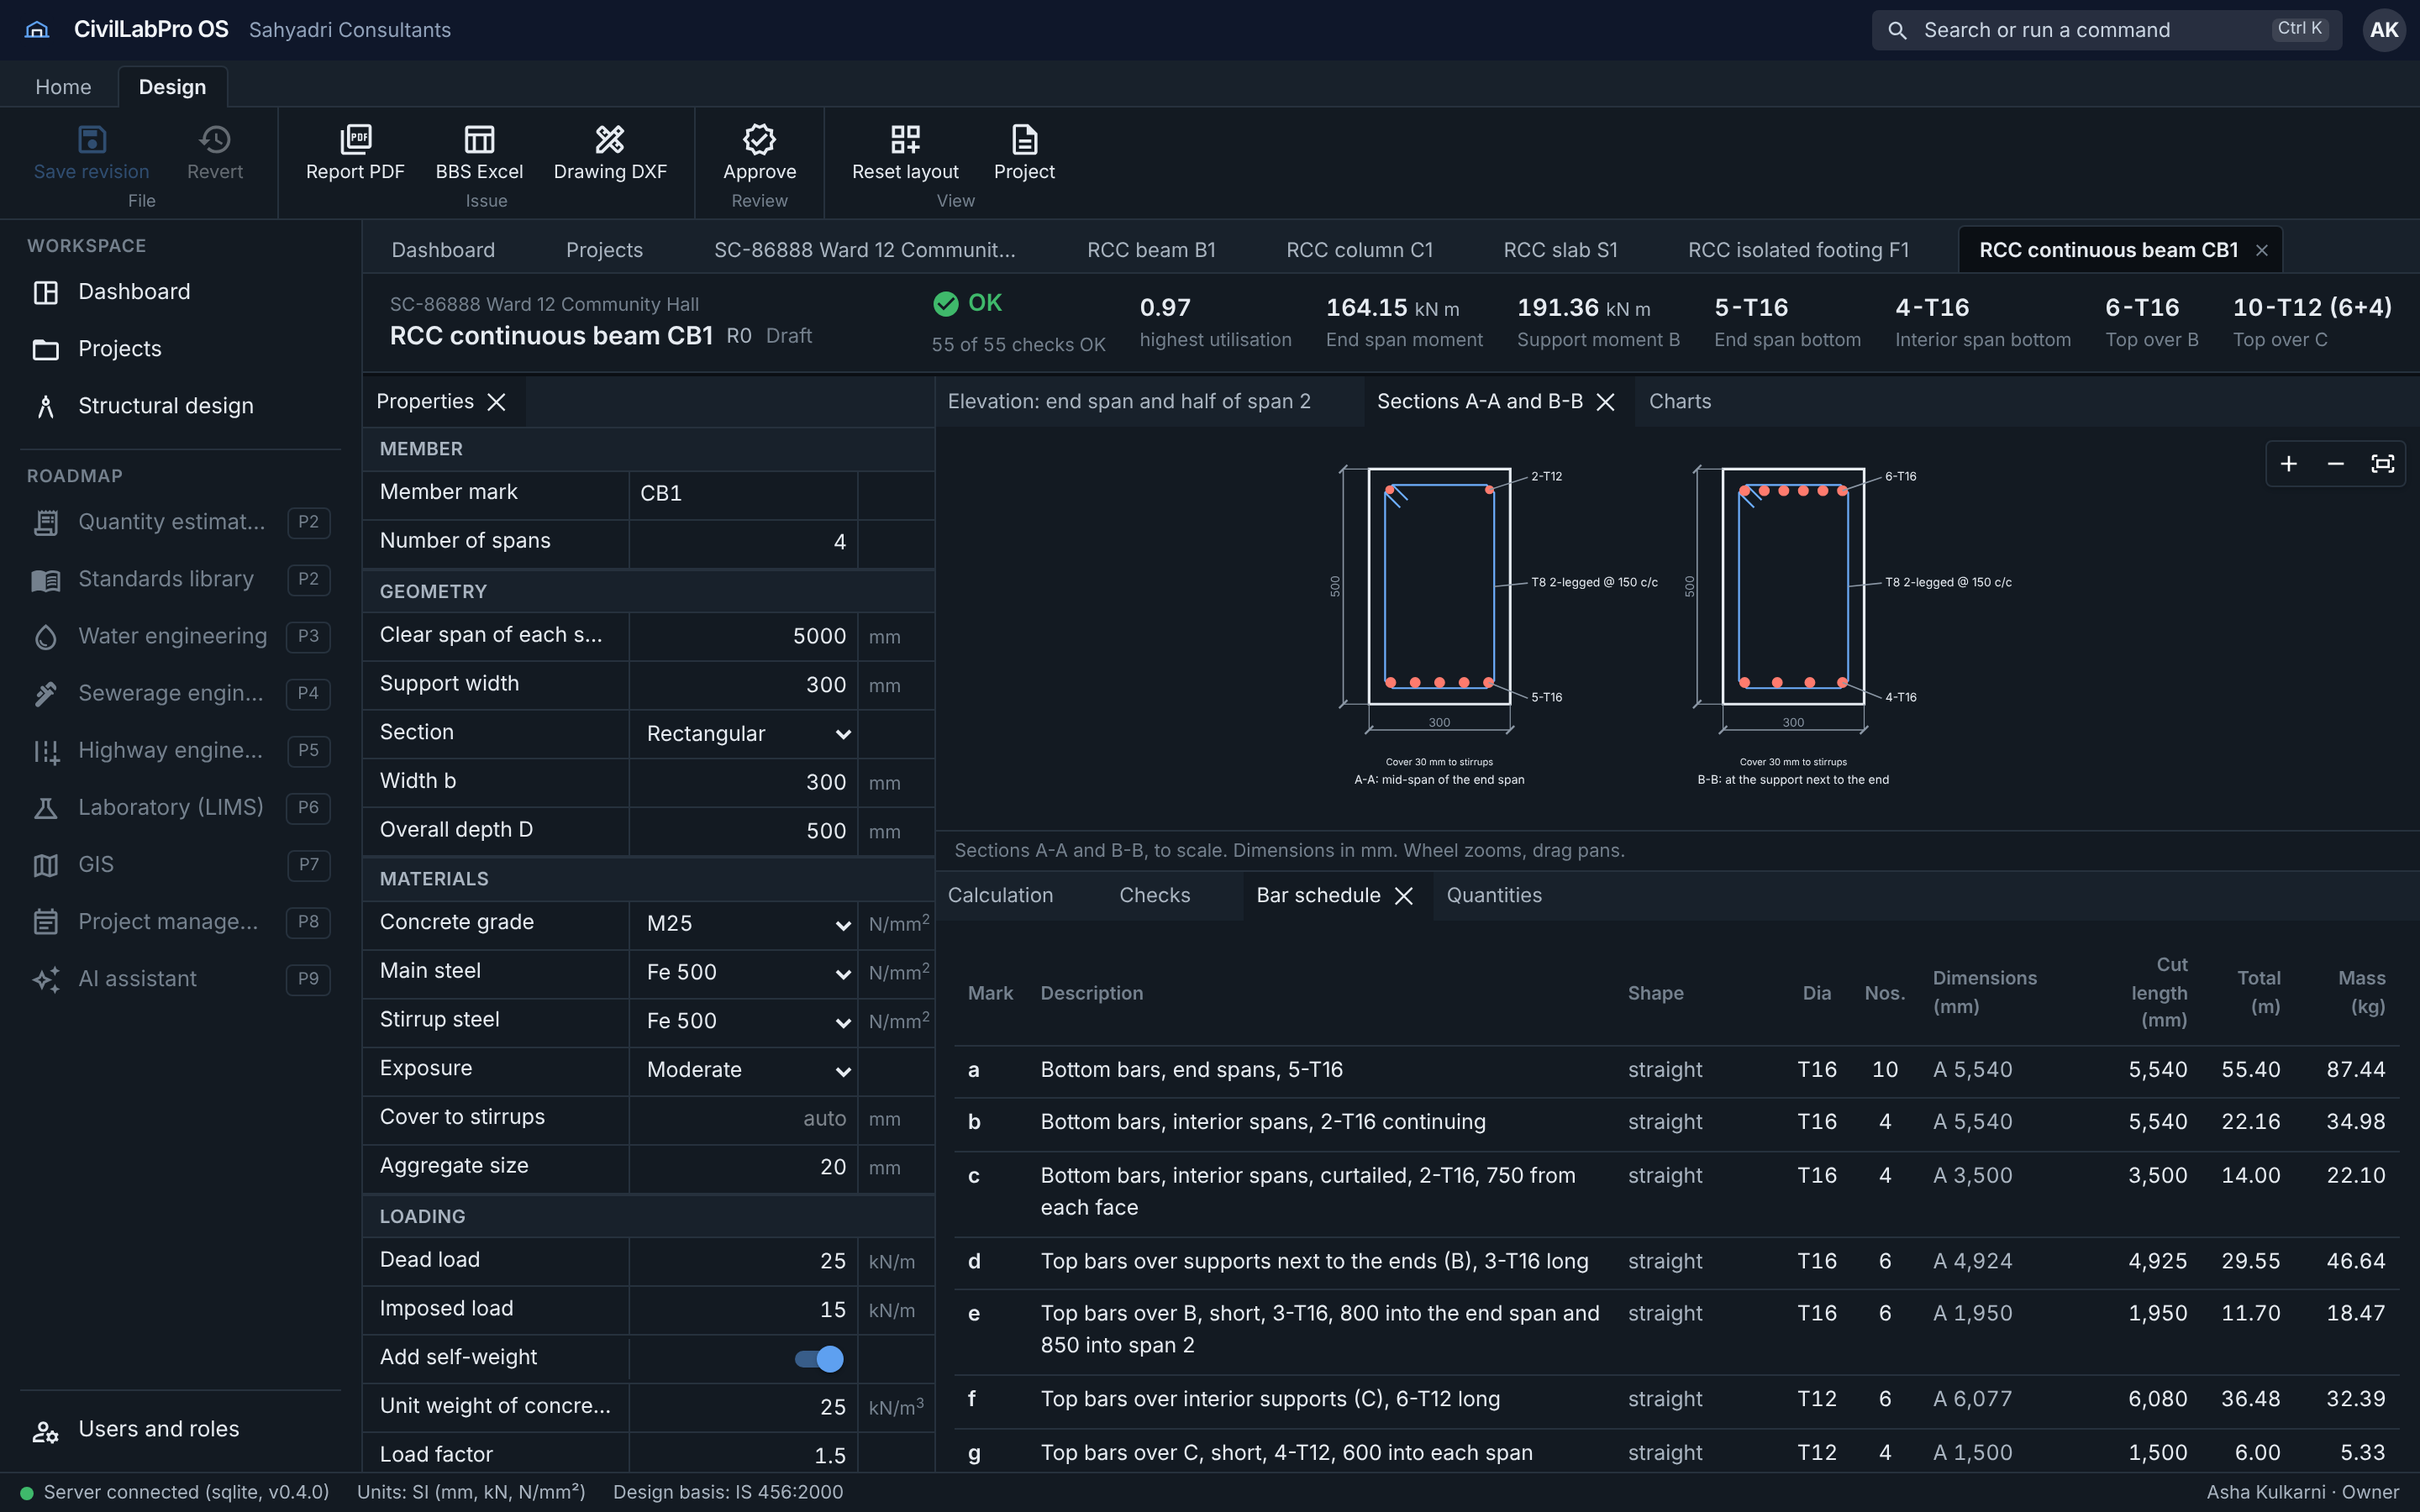 CivilLabPro OS Sahyadri Consultants
Search or run a command Ctrl K AK
Home Design
Save revision Revert Report PDF BBS Excel Drawing DXF Approve Reset layout Project
File Issue Review View
WORKSPACE
Dashboard
Projects
Structural design
ROADMAP
Quantity estimat... P2
Standards library P2
Water engineering P3
Sewerage engin... P4
Highway engine... P5
Laboratory (LIMS) P6
GIS P7
Project manage... P8
AI assistant P9
Users and roles
Dashboard Projects SC-86888 Ward 12 Communit... RCC beam B1 RCC column C1 RCC slab S1 RCC isolated footing F1 RCC continuous beam CB1
SC-86888 Ward 12 Community Hall
RCC continuous beam CB1 R0 Draft
OK
55 of 55 checks OK
0.97
highest utilisation
164.15 kN m
End span moment
191.36 kN m
Support moment B
5-T16
End span bottom
4-T16
Interior span bottom
6-T16
Top over B
10-T12 (6+4)
Top over C
Properties
MEMBER
Member mark CB1
Number of spans 4
GEOMETRY
Clear span of each s... 5000 mm
Support width 300 mm
Section Rectangular
Width b 300 mm
Overall depth D 500 mm
MATERIALS
Concrete grade M25 N/mm²
Main steel Fe 500 N/mm²
Stirrup steel Fe 500 N/mm²
Exposure Moderate
Cover to stirrups auto mm
Aggregate size 20 mm
LOADING
Dead load 25 kN/m
Imposed load 15 kN/m
Add self-weight
Unit weight of concre... 25 kN/m³
Load factor 1.5
Elevation: end span and half of span 2 Sections A-A and B-B Charts
2-T12
500
T8 2-legged @ 150 c/c
5-T16
300
Cover 30 mm to stirrups
A-A: mid-span of the end span
6-T16
500
T8 2-legged @ 150 c/c
4-T16
300
Cover 30 mm to stirrups
B-B: at the support next to the end
Sections A-A and B-B, to scale. Dimensions in mm. Wheel zooms, drag pans.
Calculation Checks Bar schedule Quantities
Mark Description Shape Dia Nos. Dimensions (mm) Cut length (mm) Total (m) Mass (kg)
a Bottom bars, end spans, 5-T16 straight T16 10 A 5,540 5,540 55.40 87.44
b Bottom bars, interior spans, 2-T16 continuing straight T16 4 A 5,540 5,540 22.16 34.98
c Bottom bars, interior spans, curtailed, 2-T16, 750 from straight T16 4 A 3,500 3,500 14.00 22.10
each face
d Top bars over supports next to the ends (B), 3-T16 long straight T16 6 A 4,924 4,925 29.55 46.64
e Top bars over B, short, 3-T16, 800 into the end span and straight T16 6 A 1,950 1,950 11.70 18.47
850 into span 2
f Top bars over interior supports (C), 6-T12 long straight T12 6 A 6,077 6,080 36.48 32.39
g Top bars over C, short, 4-T12, 600 into each span straight T12 4 A 1,500 1,500 6.00 5.33
Server connected (sqlite, v0.4.0) Units: SI (mm, kN, N/mm²) Design basis: IS 456:2000 Asha Kulkarni · Owner